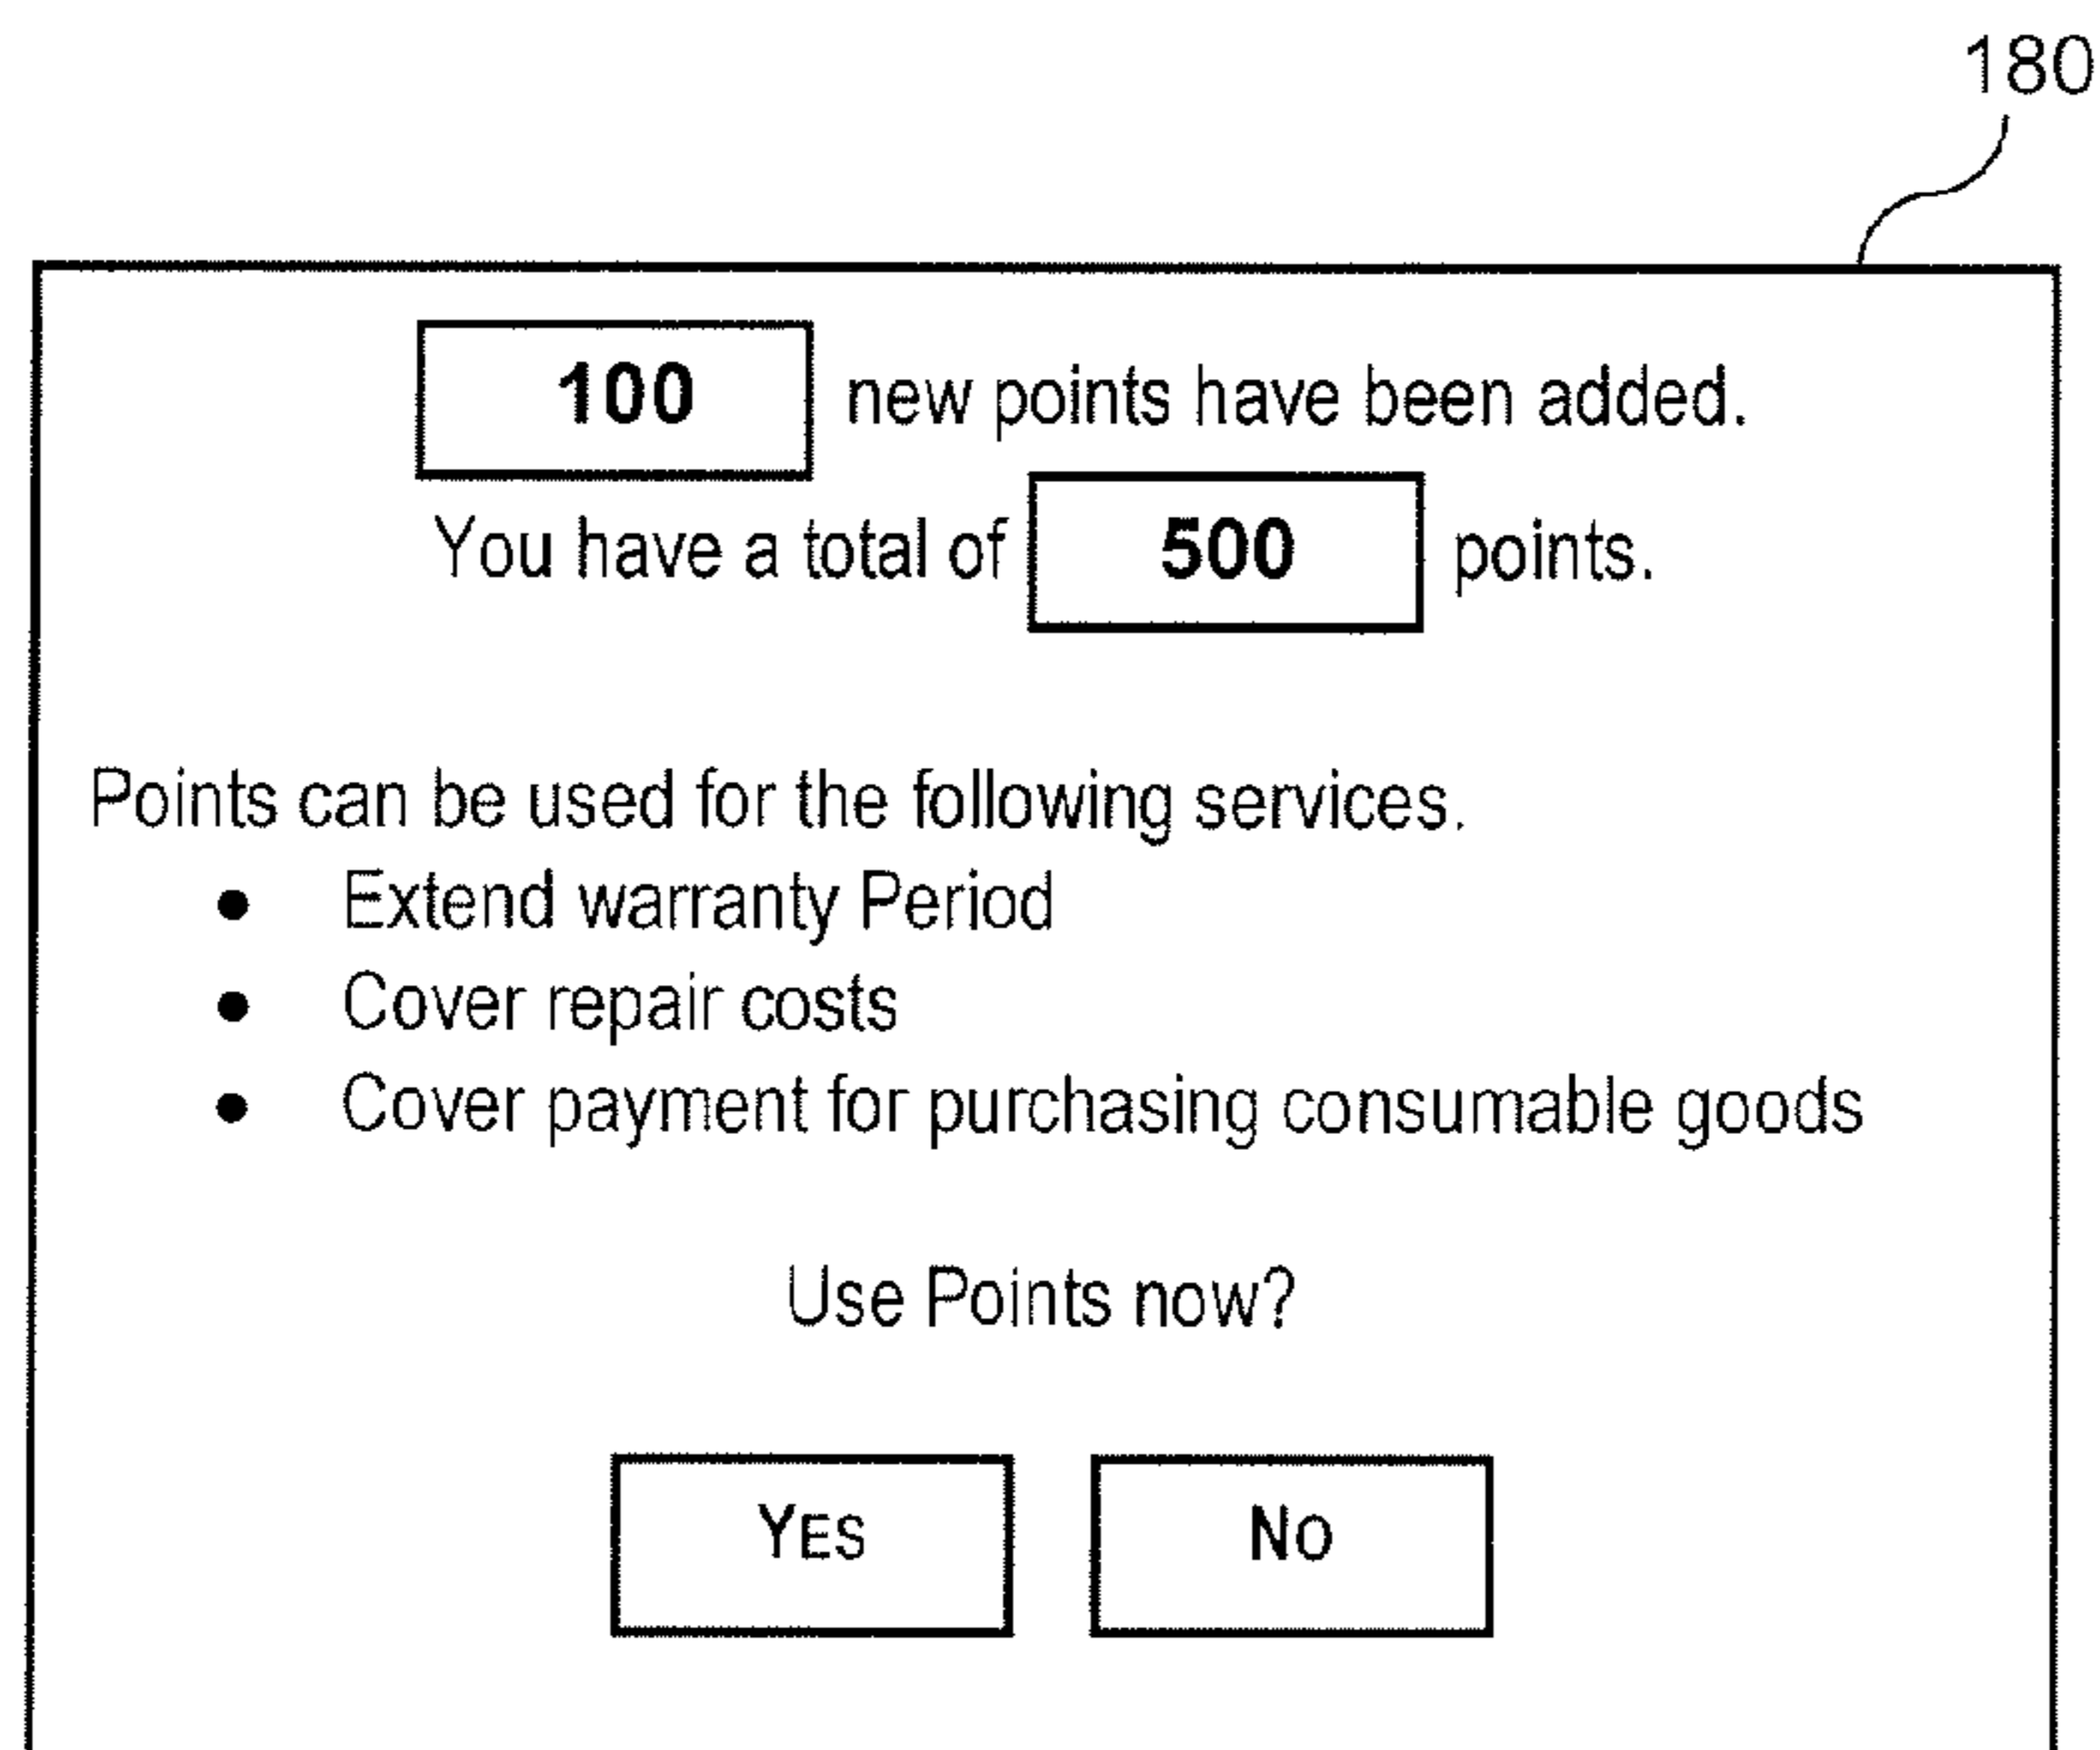 180
100 new points have been added.
You have a total of 500 points.
Points can be used for the following services.
• Extend warranty Period
• Cover repair costs
• Cover payment for purchasing consumable goods
Use Points now?
YES NO